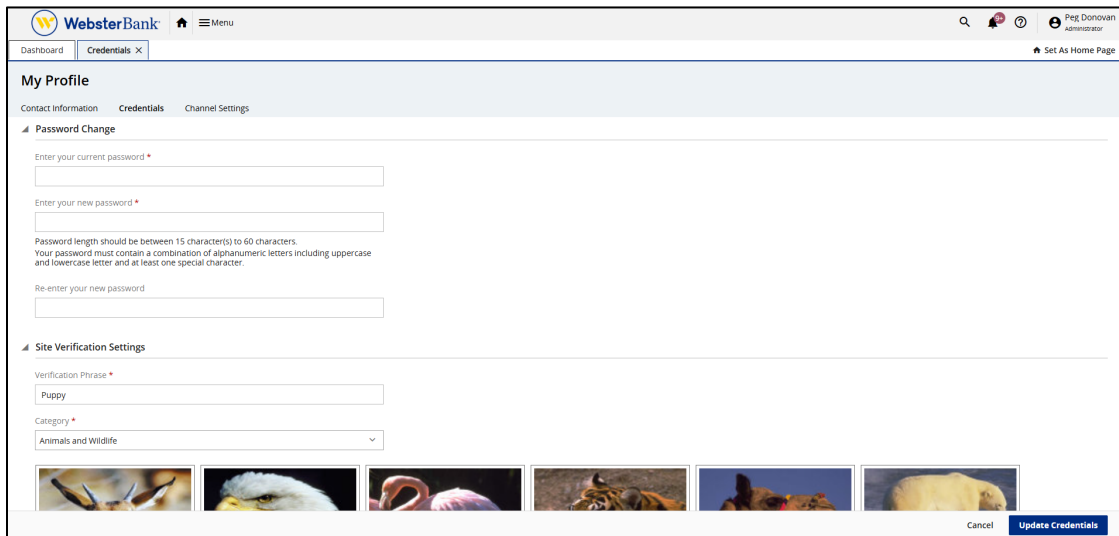 WebsterBank
Menu
9+
Peg Donovan
Administrator
Dashboard
Credentials
Set As Home Page
My Profile
Contact Information
Credentials
Channel Settings
Password Change
Enter your current password *
Enter your new password *
Password length should be between 15 character(s) to 60 characters.
Your password must contain a combination of alphanumeric letters including uppercase
and lowercase letter and at least one special character.
Re-enter your new password
Site Verification Settings
Verification Phrase *
Puppy
Category *
Animals and Wildlife
Cancel
Update Credentials